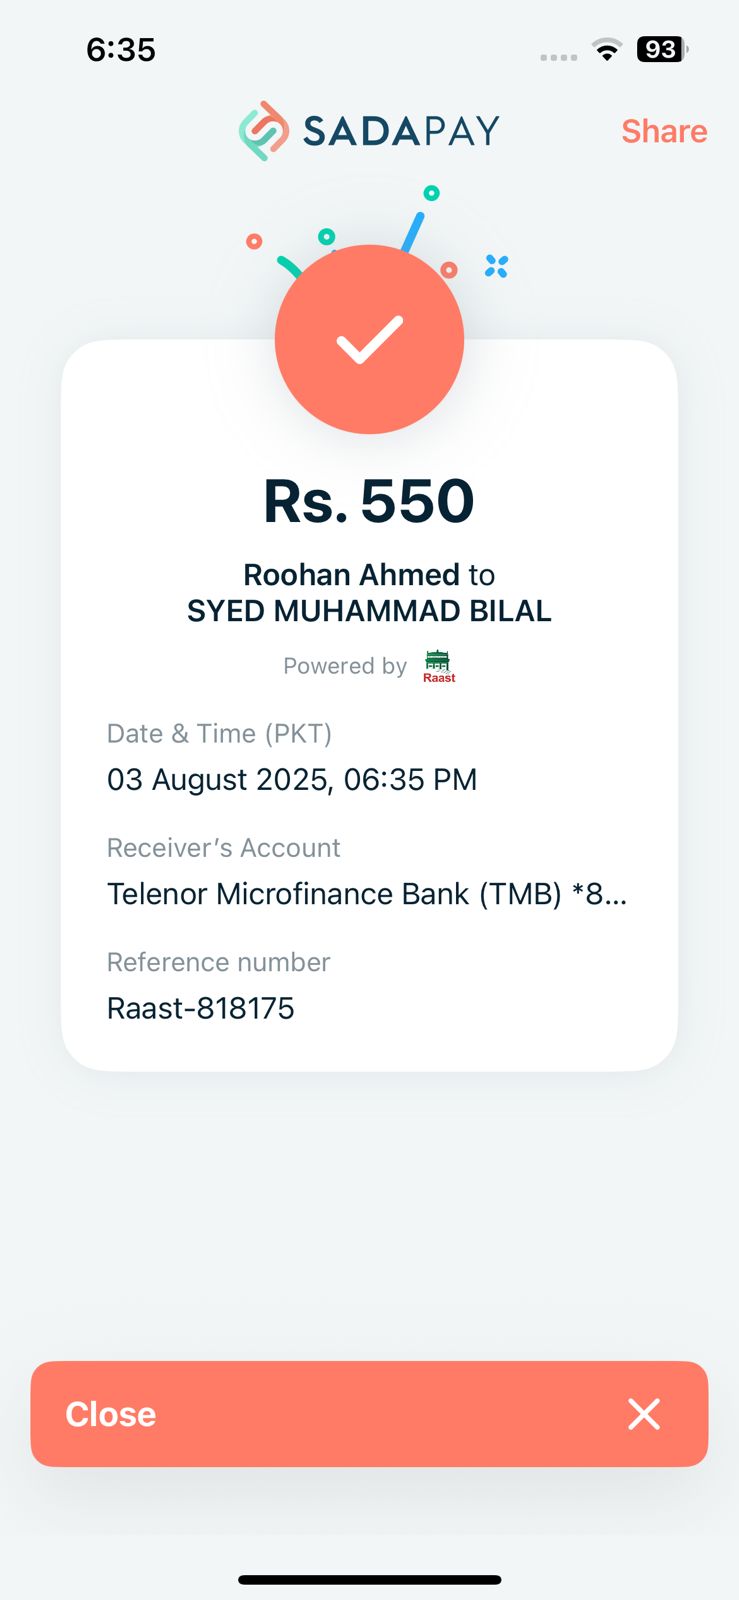 6:35
93
SADAPAY
Share
Rs. 550
Roohan Ahmed to
SYED MUHAMMAD BILAL
Powered by Raast
Date & Time (PKT)
03 August 2025, 06:35 PM
Receiver’s Account
Telenor Microfinance Bank (TMB) *8...
Reference number
Raast-818175
Close